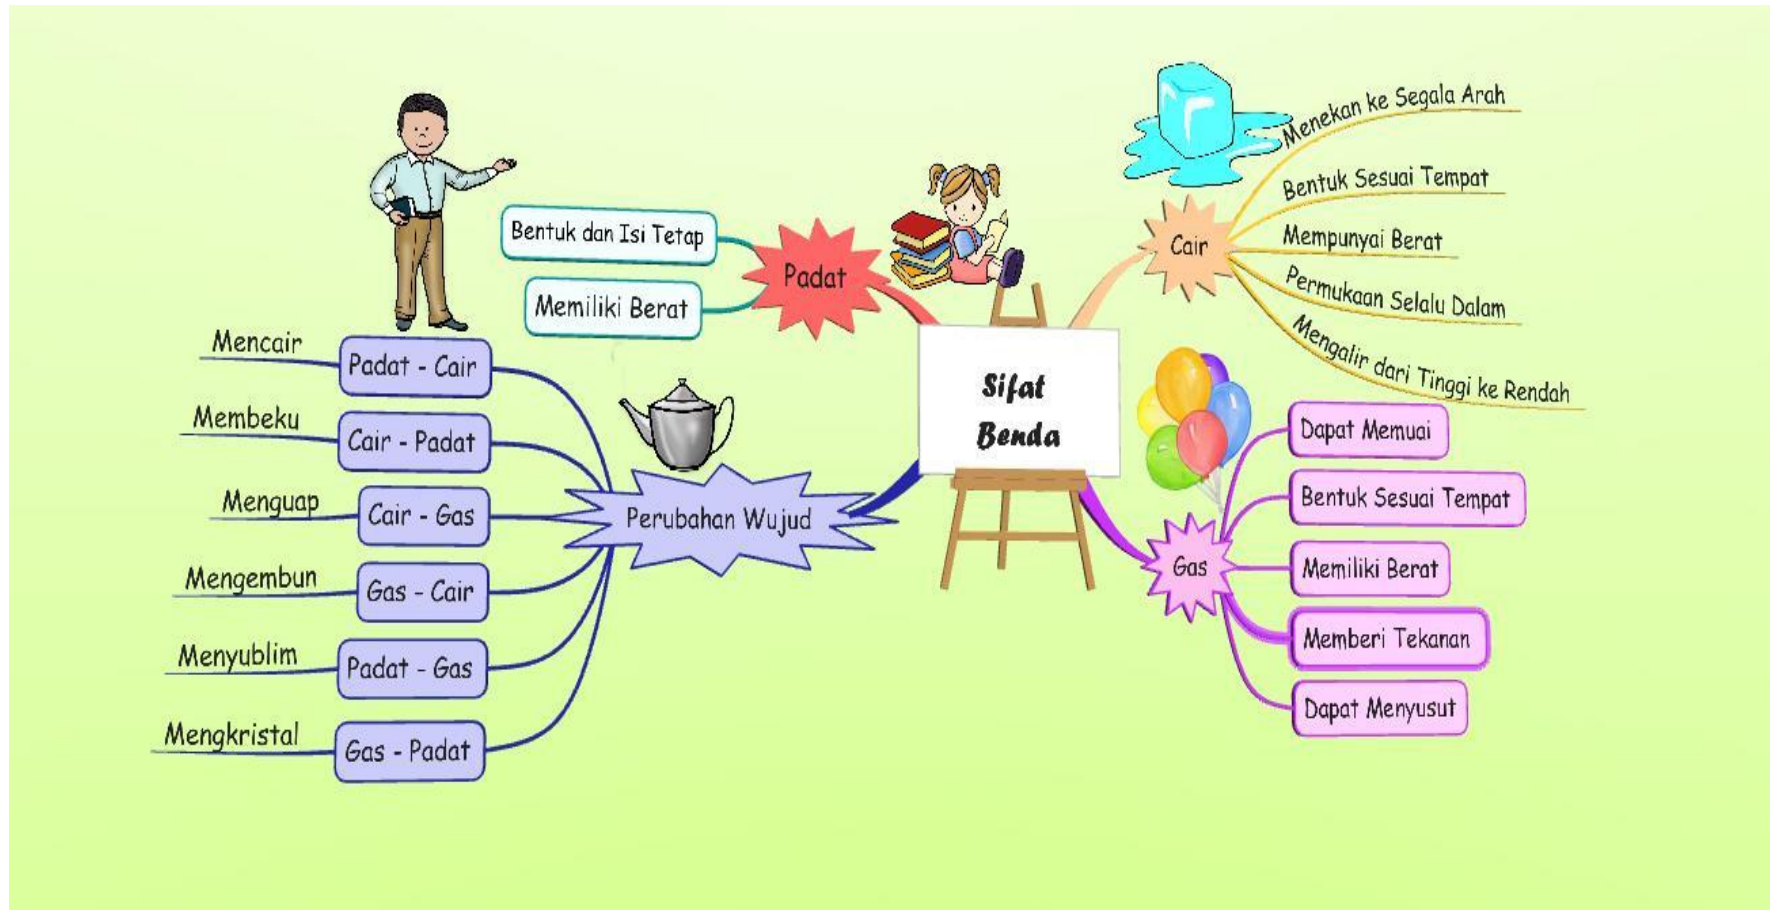 Sifat
Benda
Padat
Bentuk dan Isi Tetap
Memiliki Berat
Cair
Menekan ke Segala Arah
Bentuk Sesuai Tempat
Mempunyai Berat
Permukaan Selalu Dalam
Mengalir dari Tinggi ke Rendah
Gas
Dapat Memuai
Bentuk Sesuai Tempat
Memiliki Berat
Memberi Tekanan
Dapat Menyusut
Perubahan Wujud
Padat - Cair
Mencair
Cair - Padat
Membeku
Cair - Gas
Menguap
Gas - Cair
Mengembun
Padat - Gas
Menyublim
Gas - Padat
Mengkristal